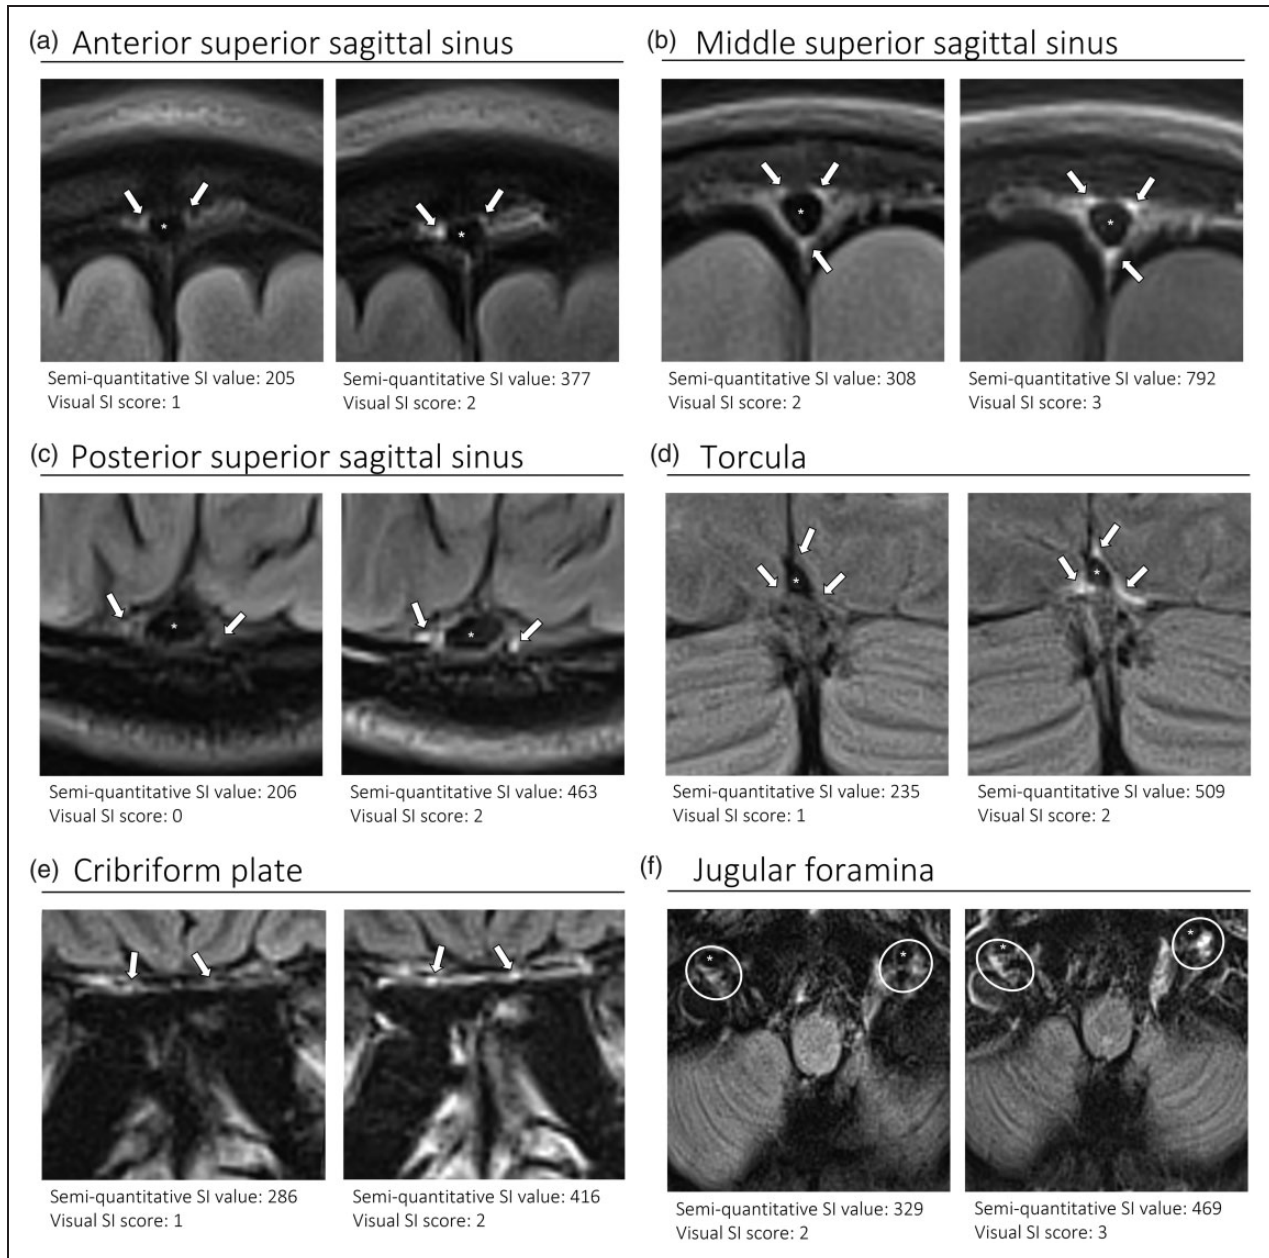 (a) Anterior superior sagittal sinus
Semi-quantitative SI value: 205
Visual SI score: 1
Semi-quantitative SI value: 377
Visual SI score: 2
(b) Middle superior sagittal sinus
Semi-quantitative SI value: 308
Visual SI score: 2
Semi-quantitative SI value: 792
Visual SI score: 3
(c) Posterior superior sagittal sinus
Semi-quantitative SI value: 206
Visual SI score: 0
Semi-quantitative SI value: 463
Visual SI score: 2
(d) Torcula
Semi-quantitative SI value: 235
Visual SI score: 1
Semi-quantitative SI value: 509
Visual SI score: 2
(e) Cribriform plate
Semi-quantitative SI value: 286
Visual SI score: 1
Semi-quantitative SI value: 416
Visual SI score: 2
(f) Jugular foramina
Semi-quantitative SI value: 329
Visual SI score: 2
Semi-quantitative SI value: 469
Visual SI score: 3